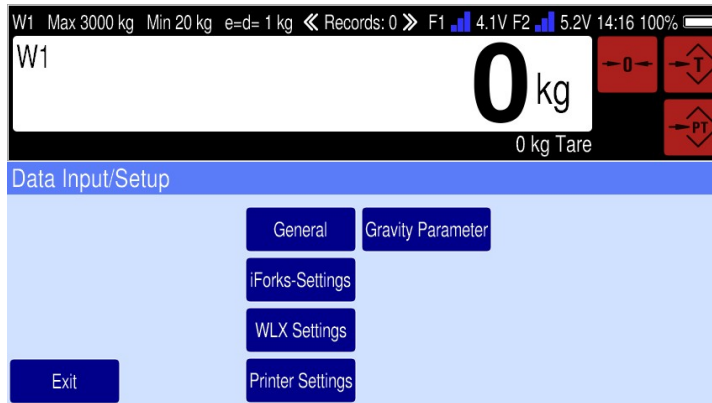 W1 Max 3000 kg Min 20 kg e=d= 1 kg ≪ Records: 0 ≫ F1 4.1V F2 5.2V 14:16 100%
W1
0 kg
→0←
→T
0 kg Tare
→PT
Data Input/Setup
General Gravity Parameter
iForks-Settings
WLX Settings
Exit Printer Settings